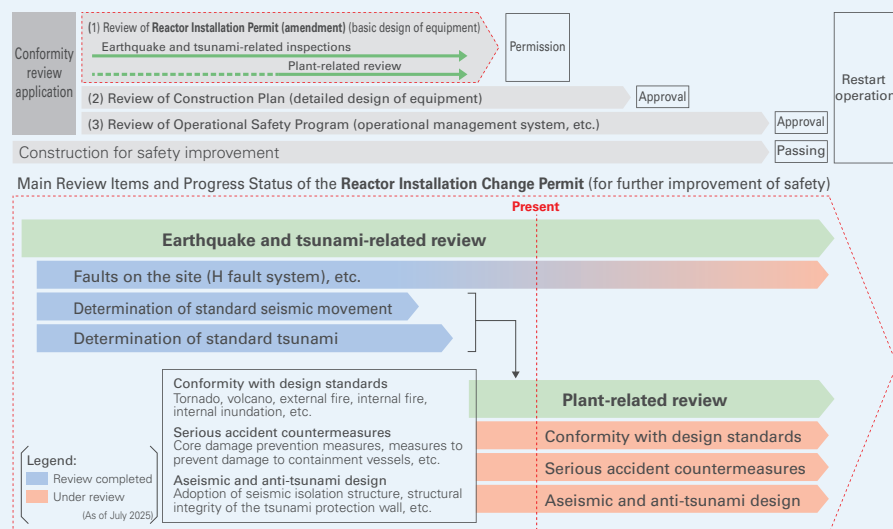 Conformity
review
application
(1) Review of Reactor Installation Permit (amendment) (basic design of equipment)
Earthquake and tsunami-related inspections
Plant-related review
Permission
(2) Review of Construction Plan (detailed design of equipment)
Approval
(3) Review of Operational Safety Program (operational management system, etc.)
Approval
Construction for safety improvement
Passing
Restart
operation
Main Review Items and Progress Status of the Reactor Installation Change Permit (for further improvement of safety)
Present
Earthquake and tsunami-related review
Faults on the site (H fault system), etc.
Determination of standard seismic movement
Determination of standard tsunami
Conformity with design standards
Tornado, volcano, external fire, internal fire,
internal inundation, etc.
Serious accident countermeasures
Core damage prevention measures, measures to
prevent damage to containment vessels, etc.
Aseismic and anti-tsunami design
Adoption of seismic isolation structure, structural
integrity of the tsunami protection wall, etc.
Plant-related review
Conformity with design standards
Serious accident countermeasures
Aseismic and anti-tsunami design
Legend:
Review completed
Under review
(As of July 2025)